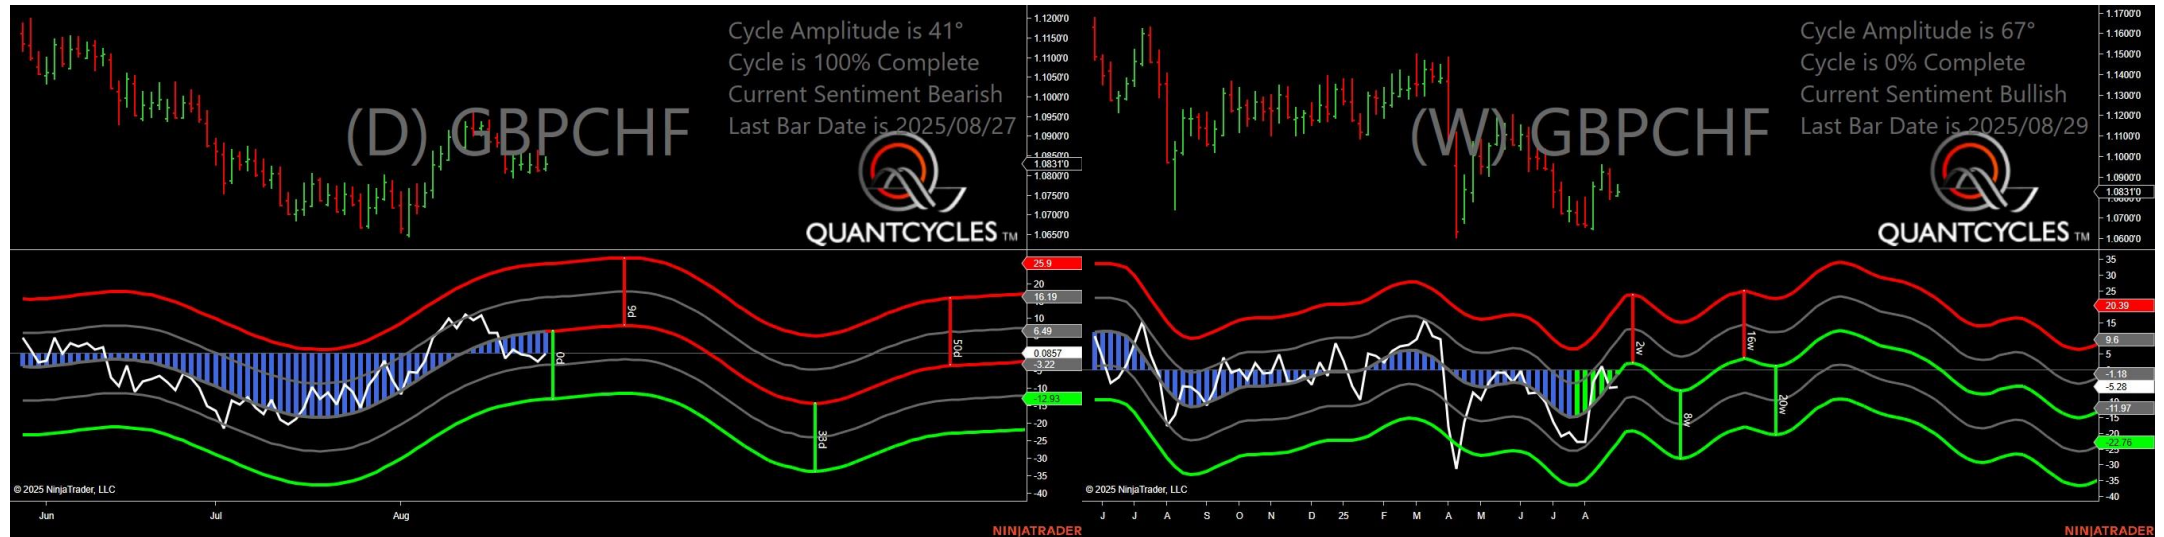 Cycle Amplitude is 41°
Cycle is 100% Complete
Current Sentiment Bearish
Last Bar Date is 2025/08/27
(D) GBPCHF
QUANTCYCLES TM
1.1200'0
1.1150'0
1.1100'0
1.1050'0
1.1000'0
1.0950'0
1.0900'0
1.0850'0
1.0831'0
1.0800'0
1.0750'0
1.0700'0
1.0650'0
25.9
20
16.19
10
6.49
0.0857
-3.22
-10
-12.93
-15
-20
-25
-30
-35
-40
9d
0d
33d
50d
© 2025 NinjaTrader, LLC
Jun
Jul
Aug
NINJATRADER
Cycle Amplitude is 67°
Cycle is 0% Complete
Current Sentiment Bullish
Last Bar Date is 2025/08/29
(W) GBPCHF
QUANTCYCLES TM
1.1700'0
1.1600'0
1.1500'0
1.1400'0
1.1300'0
1.1200'0
1.1100'0
1.1000'0
1.0900'0
1.0831'0
1.0700'0
1.0600'0
35
30
25
20.39
15
9.6
5
-1.18
-5.28
-11.97
-15
-20
-22.76
-25
-30
-35
-40
2w
8w
16w
20w
© 2025 NinjaTrader, LLC
J J A S O N D 25 F M A M J J A
NINJATRADER